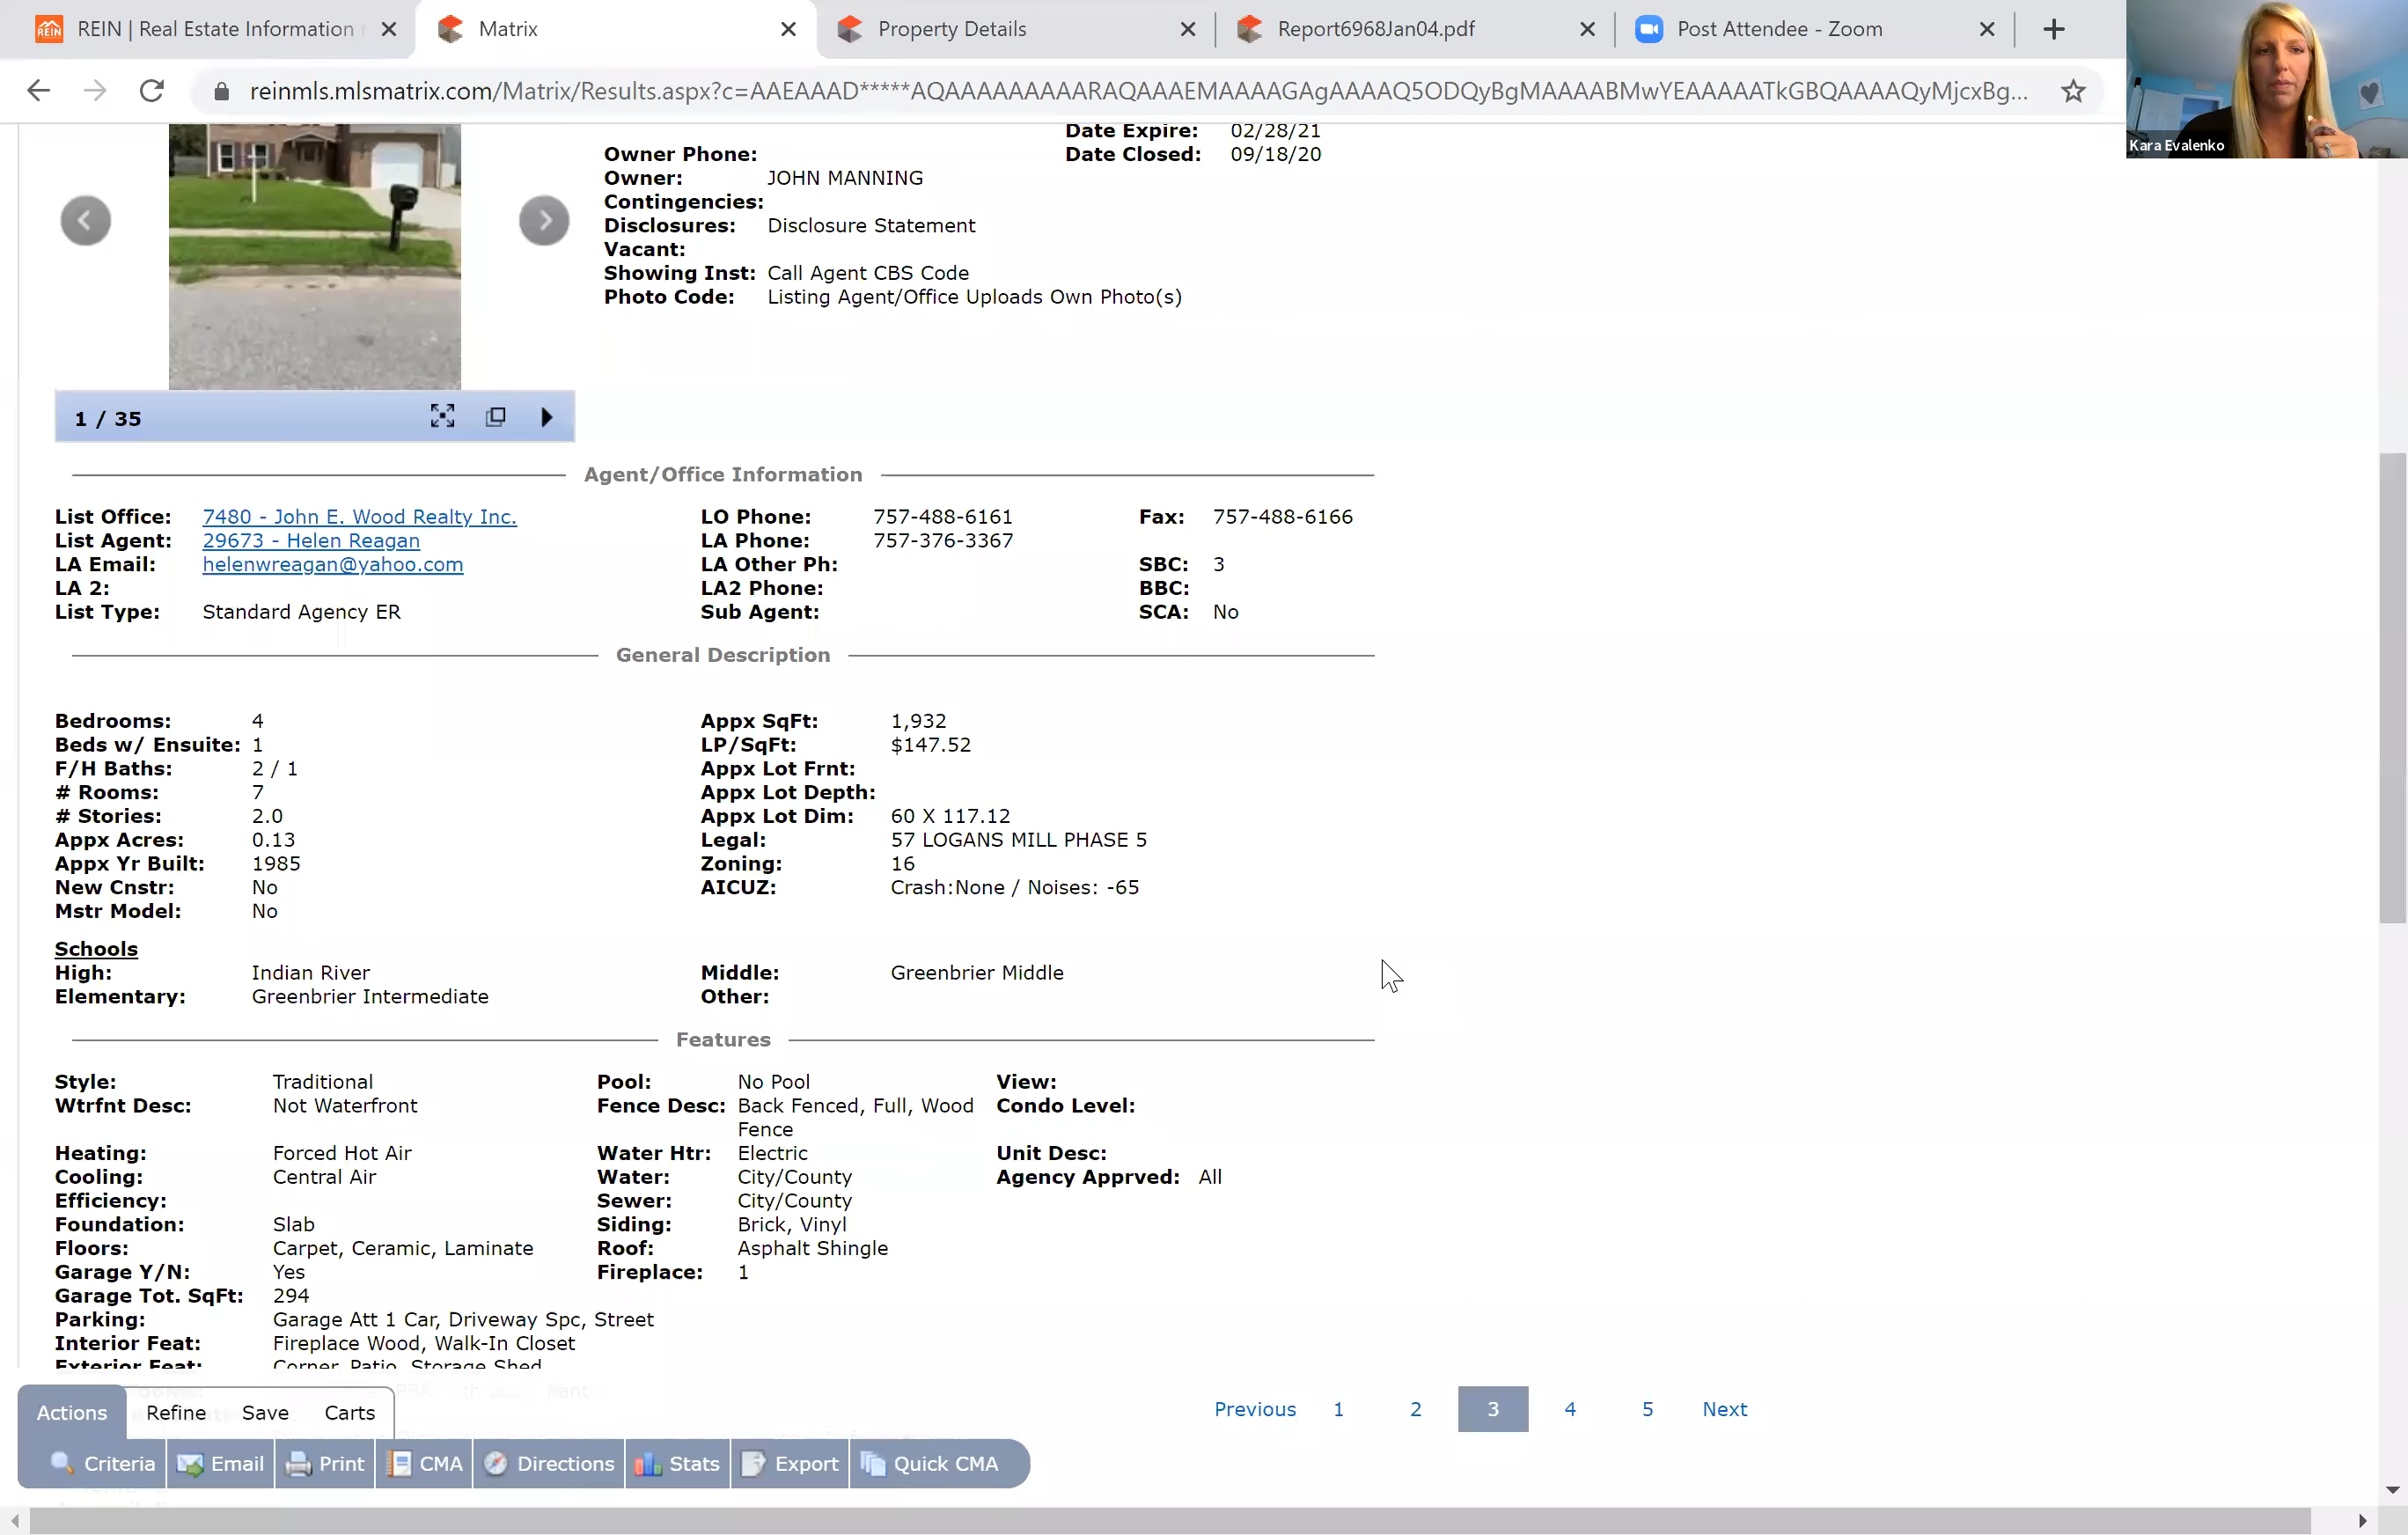 REIN | Real Estate Information
Matrix
Property Details
Report6968Jan04.pdf
Post Attendee - Zoom
reinmls.mlsmatrix.com/Matrix/Results.aspx?c=AAEAAAD*****AQAAAAAAAAAARAQAAAEMAAAAGAgAAAAQ5ODQyBgMAAAABMwYEAAAAATkGBQAAAAQyMjcxBg...
Kara Evalenko
Date Expire: 02/28/21
Owner Phone: Date Closed: 09/18/20
Owner: JOHN MANNING
Contingencies:
Disclosures: Disclosure Statement
Vacant:
Showing Inst: Call Agent CBS Code
Photo Code: Listing Agent/Office Uploads Own Photo(s)
1 / 35
Agent/Office Information
List Office: 7480 - John E. Wood Realty Inc. LO Phone: 757-488-6161 Fax: 757-488-6166
List Agent: 29673 - Helen Reagan LA Phone: 757-376-3367
LA Email: helenwreagan@yahoo.com LA Other Ph: SBC: 3
LA 2: LA2 Phone: BBC:
List Type: Standard Agency ER Sub Agent: SCA: No
General Description
Bedrooms: 4 Appx SqFt: 1,932
Beds w/ Ensuite: 1 LP/SqFt: $147.52
F/H Baths: 2 / 1 Appx Lot Frnt:
# Rooms: 7 Appx Lot Depth:
# Stories: 2.0 Appx Lot Dim: 60 X 117.12
Appx Acres: 0.13 Legal: 57 LOGANS MILL PHASE 5
Appx Yr Built: 1985 Zoning: 16
New Cnstr: No AICUZ: Crash:None / Noises: -65
Mstr Model: No
Schools
High: Indian River Middle: Greenbrier Middle
Elementary: Greenbrier Intermediate Other:
Features
Style: Traditional Pool: No Pool View:
Wtrfnt Desc: Not Waterfront Fence Desc: Back Fenced, Full, Wood Condo Level:
Fence
Heating: Forced Hot Air Water Htr: Electric Unit Desc:
Cooling: Central Air Water: City/County Agency Apprved: All
Efficiency: Sewer: City/County
Foundation: Slab Siding: Brick, Vinyl
Floors: Carpet, Ceramic, Laminate Roof: Asphalt Shingle
Garage Y/N: Yes Fireplace: 1
Garage Tot. SqFt: 294
Parking: Garage Att 1 Car, Driveway Spc, Street
Interior Feat: Fireplace Wood, Walk-In Closet
Exterior Feat: Corner, Patio, Storage Shed
Actions Refine Save Carts
Previous 1 2 3 4 5 Next
Criteria Email Print CMA Directions Stats Export Quick CMA